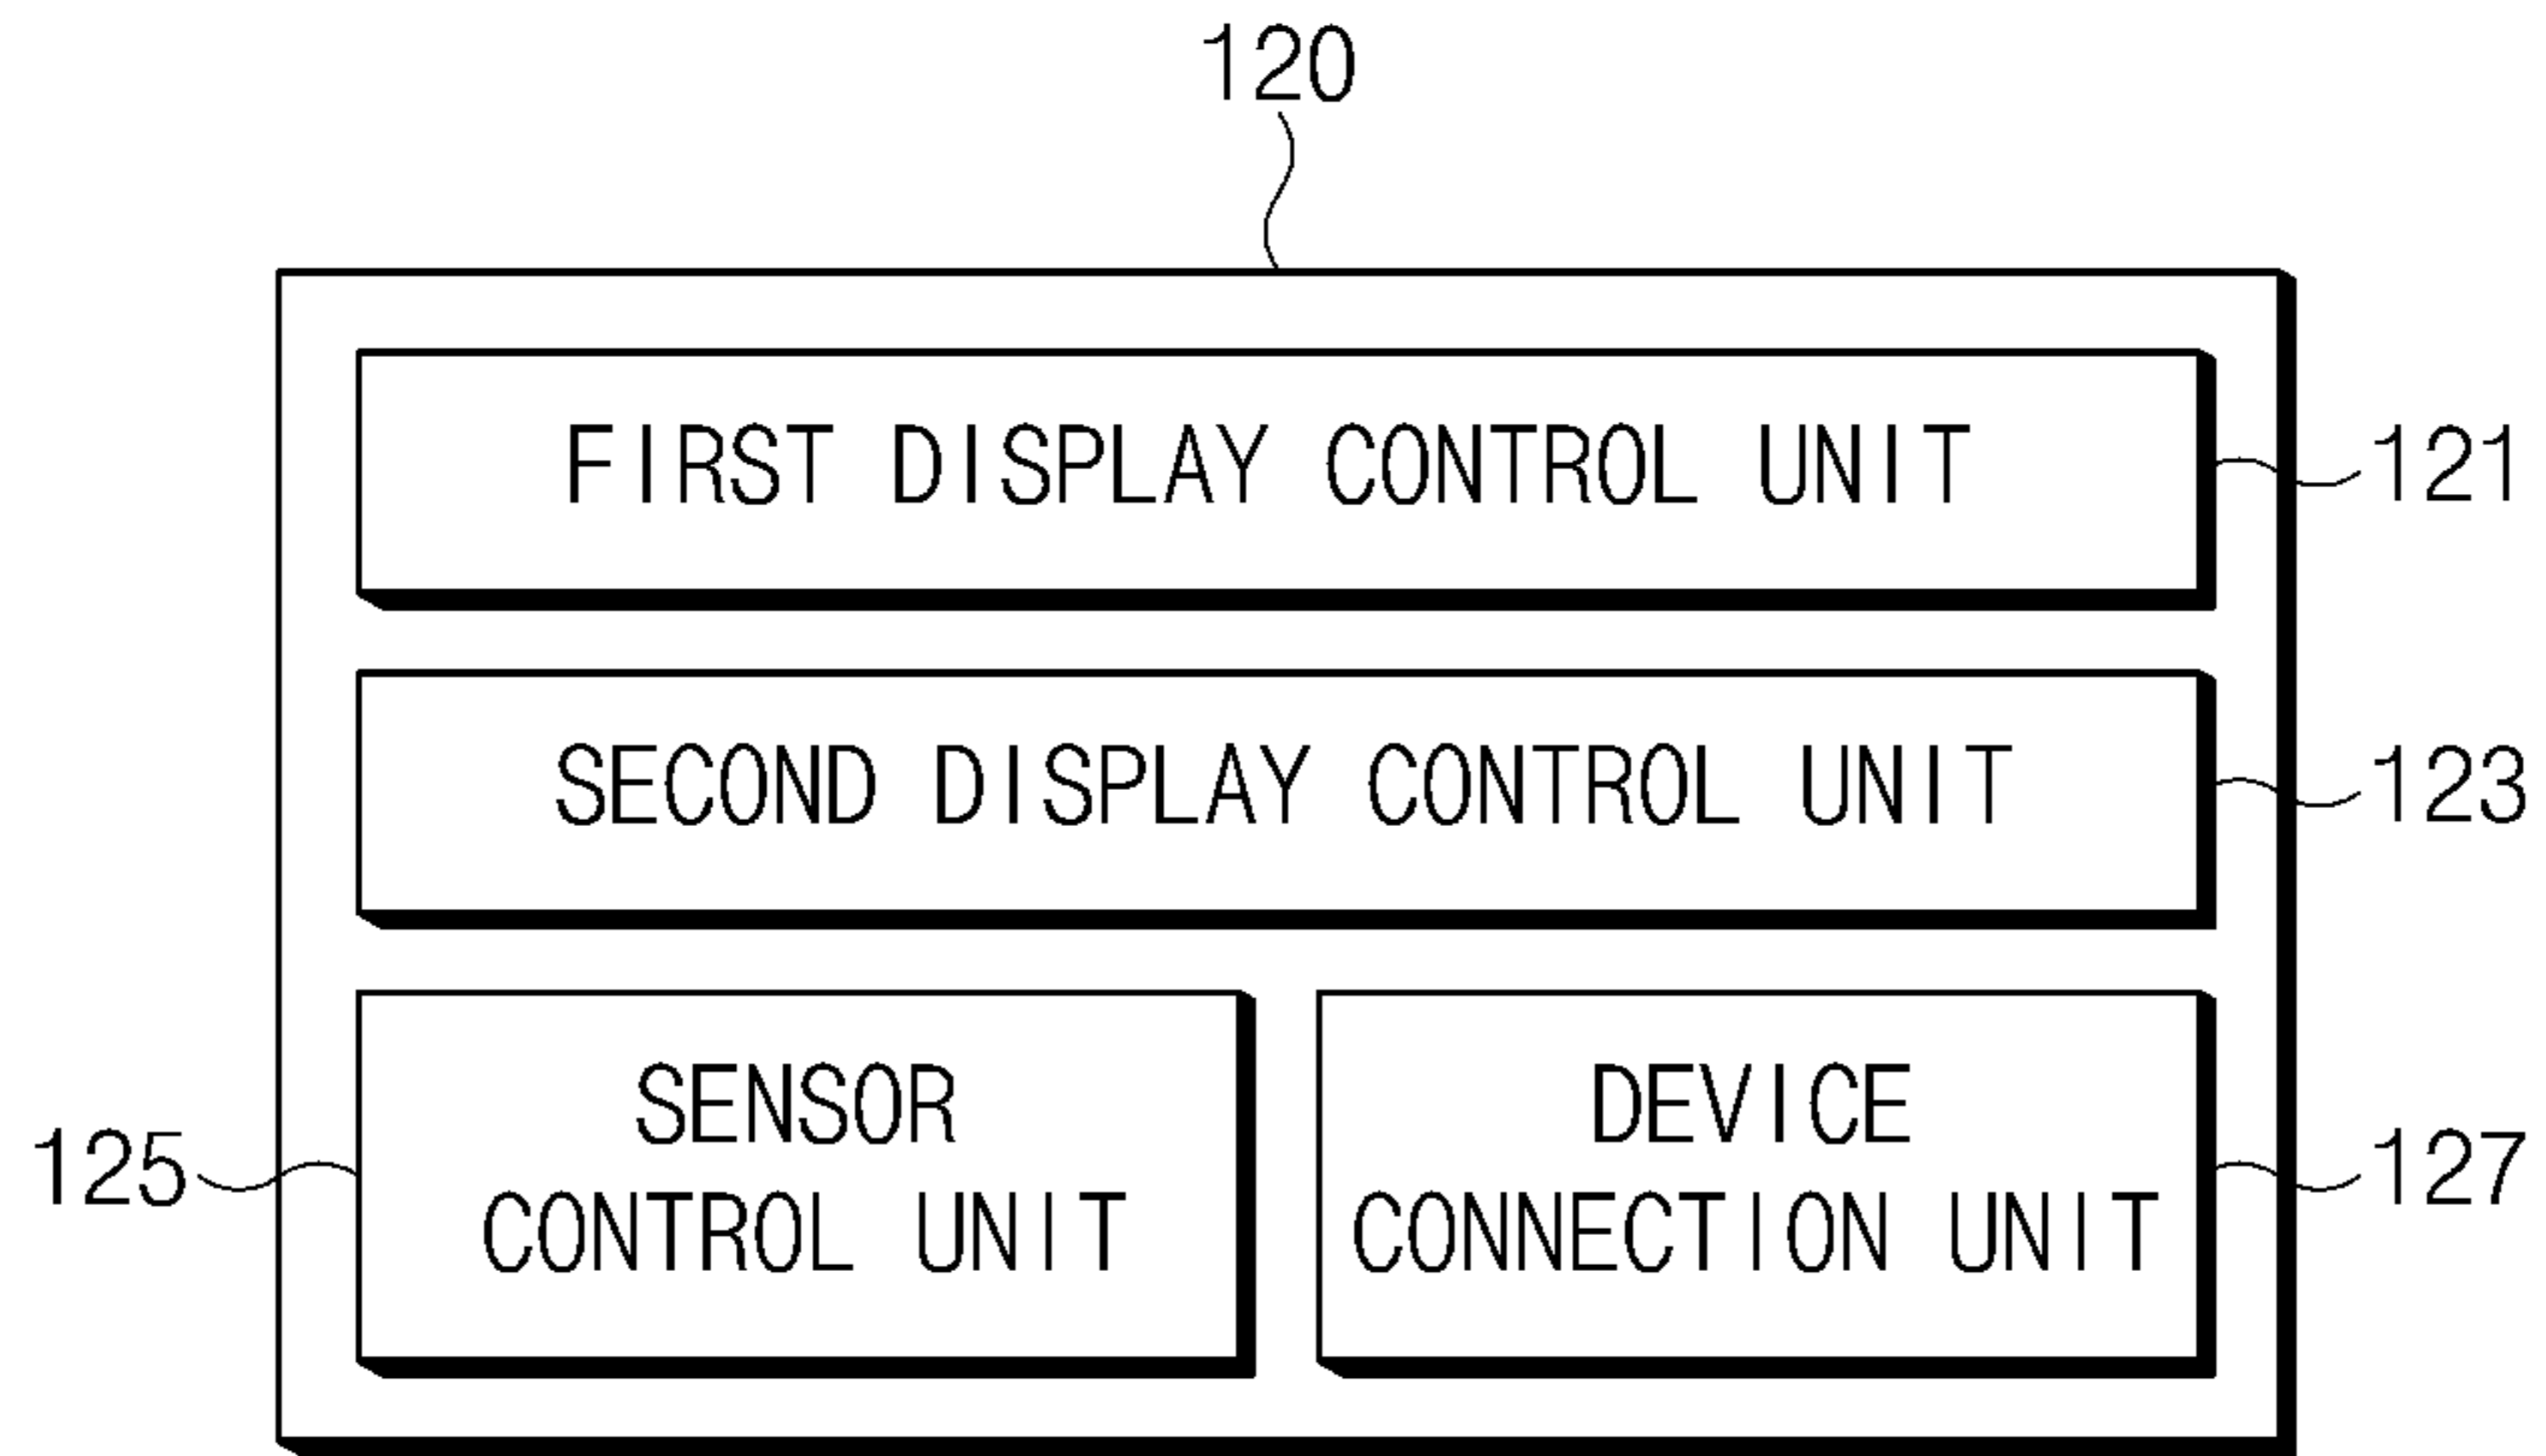 120
FIRST DISPLAY CONTROL UNIT
121
SECOND DISPLAY CONTROL UNIT
123
125
SENSOR
CONTROL UNIT
DEVICE
CONNECTION UNIT
127